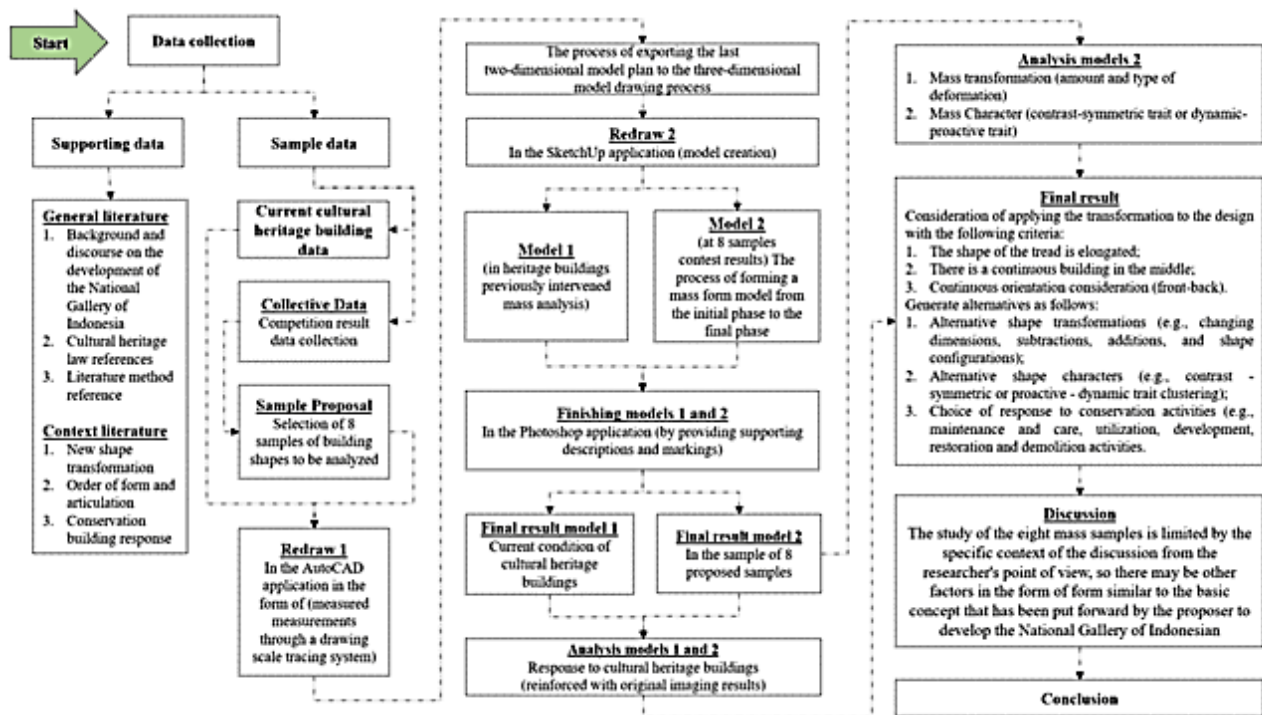 Start
Data collection
Supporting data
Sample data
General literature
1. Background and
discourse on the
development of
the National
Gallery of
Indonesia
2. Cultural heritage
law references
3. Literature method
reference
Context literature
1. New shape
transformation
2. Order of form and
articulation
3. Conservation
building response
Current cultural
heritage building
data
Collective Data
Competition result
data collection
Sample Proposal
Selection of 8
samples of building
shapes to be analyzed
Redraw 1
In the AutoCAD
application in the
form of (measured
measurements
through a drawing
scale tracing system)
The process of exporting the last
two-dimensional model plan to the three-dimensional
model drawing process
Redraw 2
In the SketchUp application (model creation)
Model 1
(in heritage buildings
previously intervened
mass analysis)
Model 2
(at 8 samples
contest results) The
process of forming a
mass form model from
the initial phase to the
final phase
Finishing models 1 and 2
In the Photoshop application (by providing supporting
descriptions and markings)
Final result model 1
Current condition of
cultural heritage
buildings
Final result model 2
In the sample of 8
proposed samples
Analysis models 1 and 2
Response to cultural heritage buildings
(reinforced with original imaging results)
Analysis models 2
1. Mass transformation (amount and type of
deformation)
2. Mass Character (contrast-symmetric trait or dynamic-
proactive trait)
Final result
Consideration of applying the transformation to the design
with the following criteria:
1. The shape of the tread is elongated;
2. There is a continuous building in the middle;
3. Continuous orientation consideration (front-back).
Generate alternatives as follows:
1. Alternative shape transformations (e.g., changing
dimensions, subtractions, additions, and shape
configurations);
2. Alternative shape characters (e.g., contrast -
symmetric or proactive - dynamic trait clustering);
3. Choice of response to conservation activities (e.g.,
maintenance and care, utilization, development,
restoration and demolition activities.
Discussion
The study of the eight mass samples is limited by the
specific context of the discussion from the
researcher's point of view, so there may be other
factors in the form of form similar to the basic
concept that has been put forward by the proposer to
develop the National Gallery of Indonesian
Conclusion